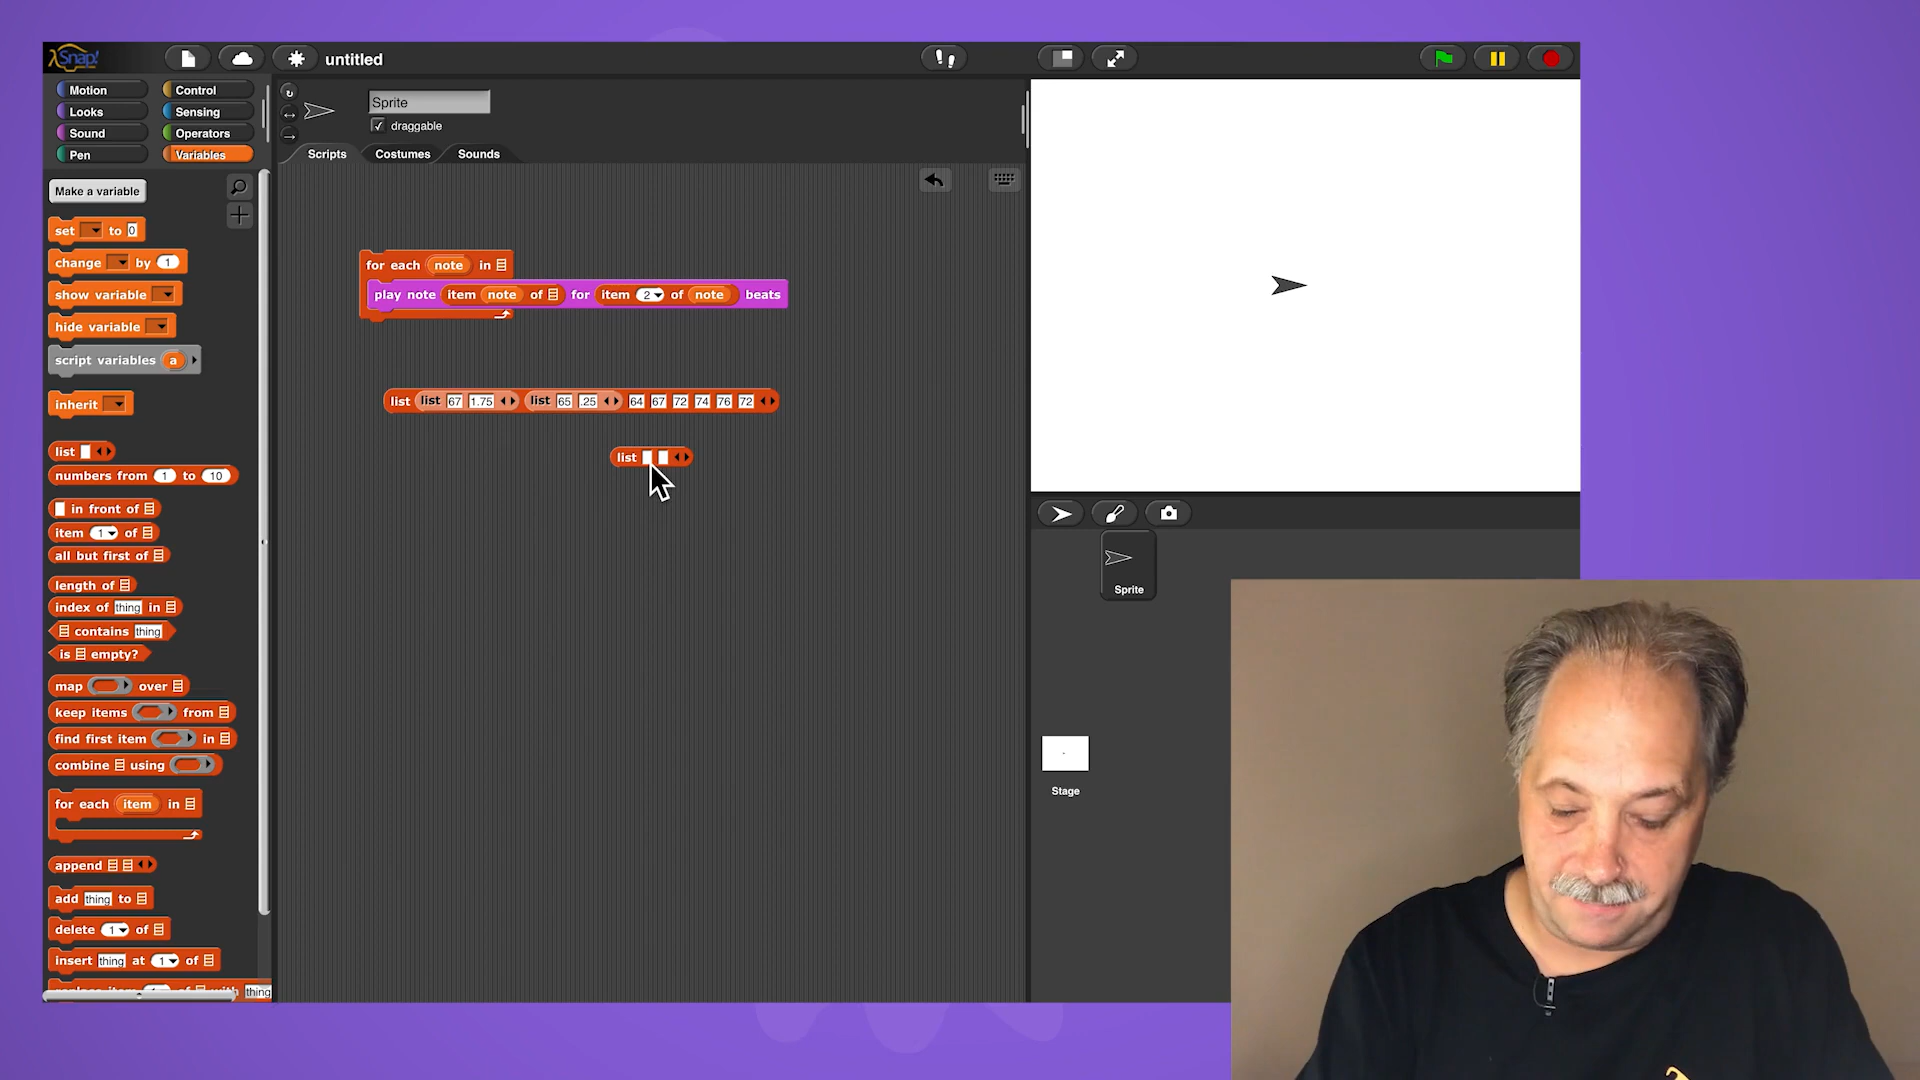 λSnap!
untitled
Motion
Control
Looks
Sensing
Sound
Operators
Pen
Variables
Sprite
draggable
Scripts
Costumes
Sounds
Make a variable
set to 0
change by 1
show variable
hide variable
script variables a
inherit
list
numbers from 1 to 10
in front of
item 1 of
all but first of
length of
index of thing in
contains thing
is empty?
map over
keep items from
find first item in
combine using
for each item in
append
add thing to
delete 1 of
insert thing at 1 of
thing
for each note in
play note item note of for item 2 of note beats
list list 67 1.75 list 65 .25 64 67 72 74 76 72
list
Sprite
Stage